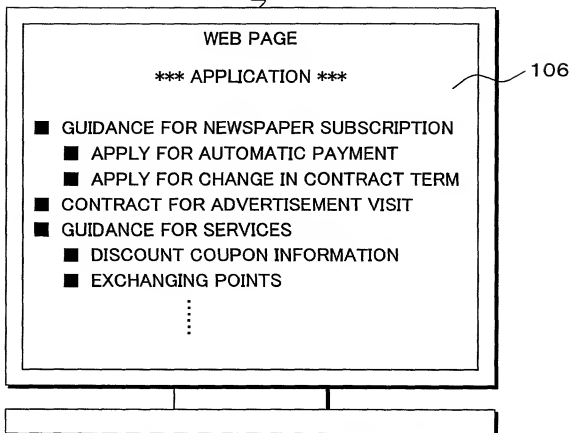 WEB PAGE
*** APPLICATION ***
106
■ GUIDANCE FOR NEWSPAPER SUBSCRIPTION
■ APPLY FOR AUTOMATIC PAYMENT
■ APPLY FOR CHANGE IN CONTRACT TERM
■ CONTRACT FOR ADVERTISEMENT VISIT
■ GUIDANCE FOR SERVICES
■ DISCOUNT COUPON INFORMATION
■ EXCHANGING POINTS